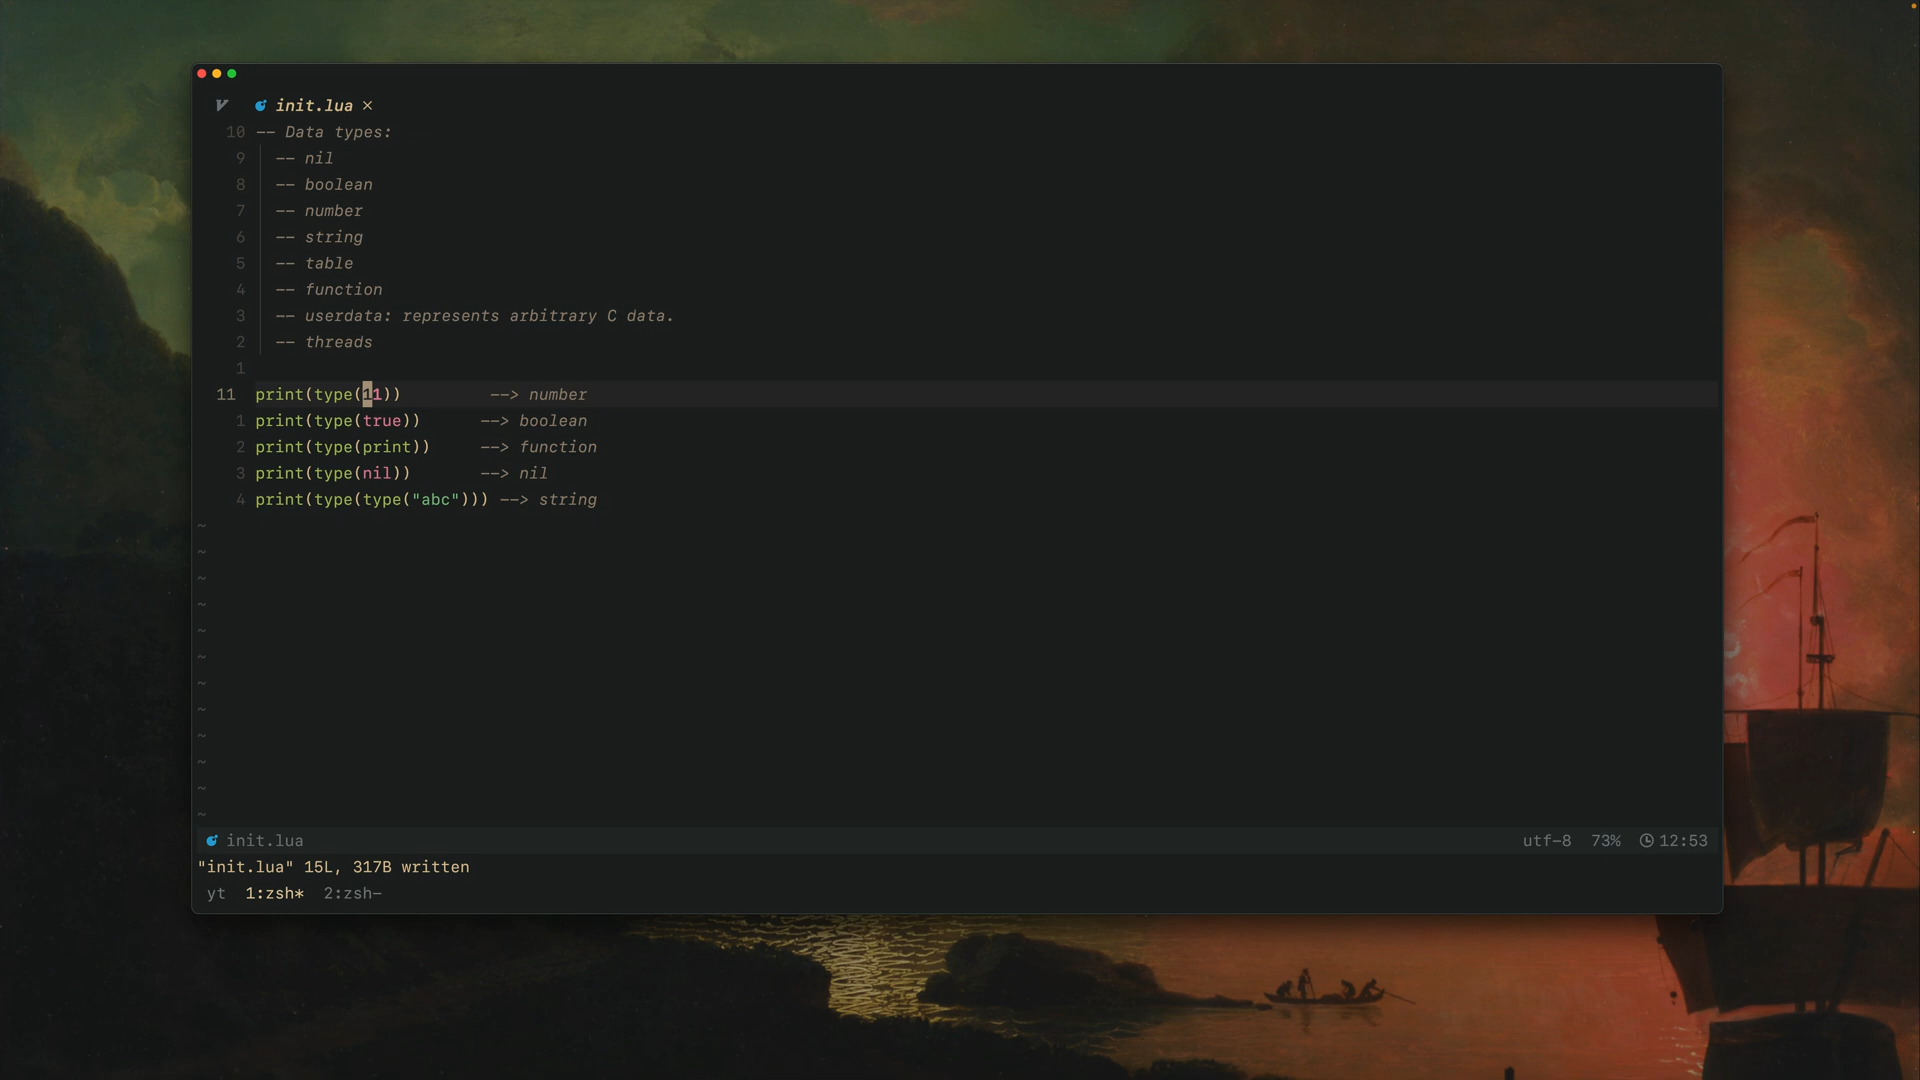 init.lua ×
10 -- Data types:
9 -- nil
8 -- boolean
7 -- number
6 -- string
5 -- table
4 -- function
3 -- userdata: represents arbitrary C data.
2 -- threads
1
11 print(type(11)) --> number
1 print(type(true)) --> boolean
2 print(type(print)) --> function
3 print(type(nil)) --> nil
4 print(type(type("abc"))) --> string
~
~
~
~
~
~
~
~
~
~
~
~
init.lua utf-8 73% 12:53
"init.lua" 15L, 317B written
yt 1:zsh* 2:zsh-